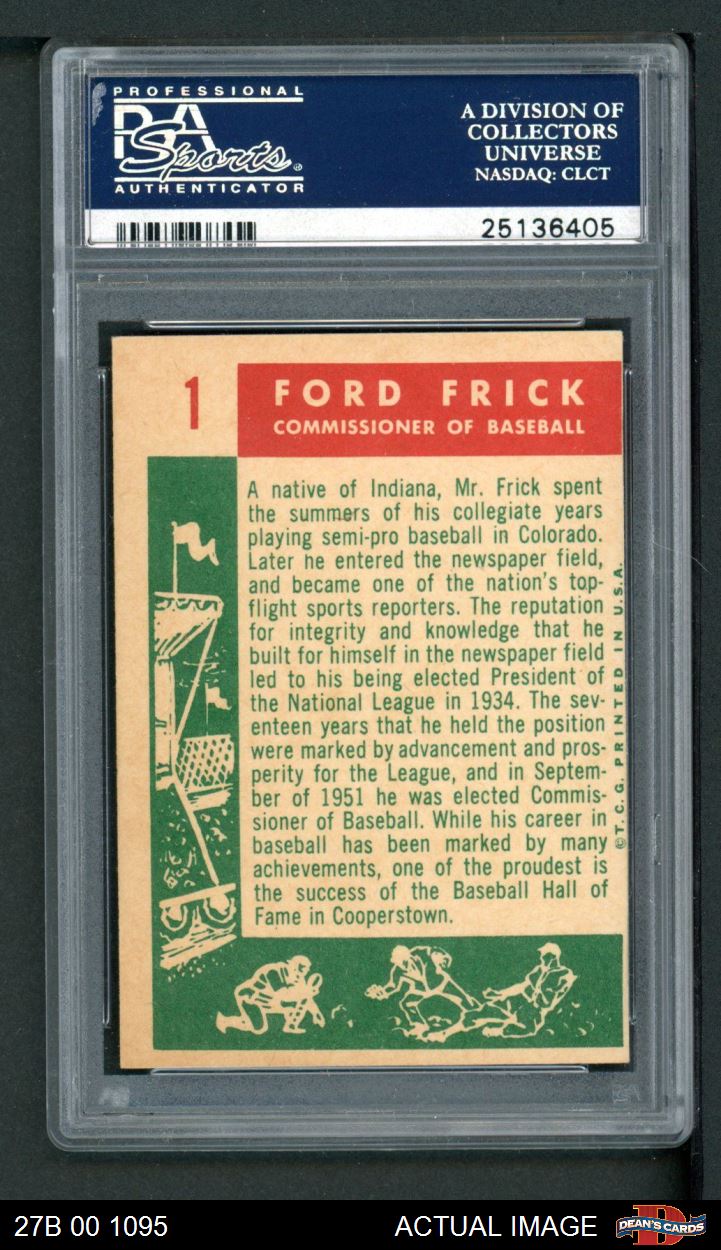 PROFESSIONAL
PSA
Sports
AUTHENTICATOR
A DIVISION OF
COLLECTORS
UNIVERSE
NASDAQ: CLCT
25136405
1
FORD FRICK
COMMISSIONER OF BASEBALL
A native of Indiana, Mr. Frick spent
the summers of his collegiate years
playing semi-pro baseball in Colorado.
Later he entered the newspaper field,
and became one of the nation's top-
flight sports reporters. The reputation
for integrity and knowledge that he
built for himself in the newspaper field
led to his being elected President of
the National League in 1934. The sev-
enteen years that he held the position
were marked by advancement and pros-
perity for the League, and in Septem-
ber of 1951 he was elected Commis-
sioner of Baseball. While his career in
baseball has been marked by many
achievements, one of the proudest is
the success of the Baseball Hall of
Fame in Cooperstown.
©T.C.G. PRINTED IN U.S.A.
27B 00 1095
ACTUAL IMAGE
DEAN'S CARDS